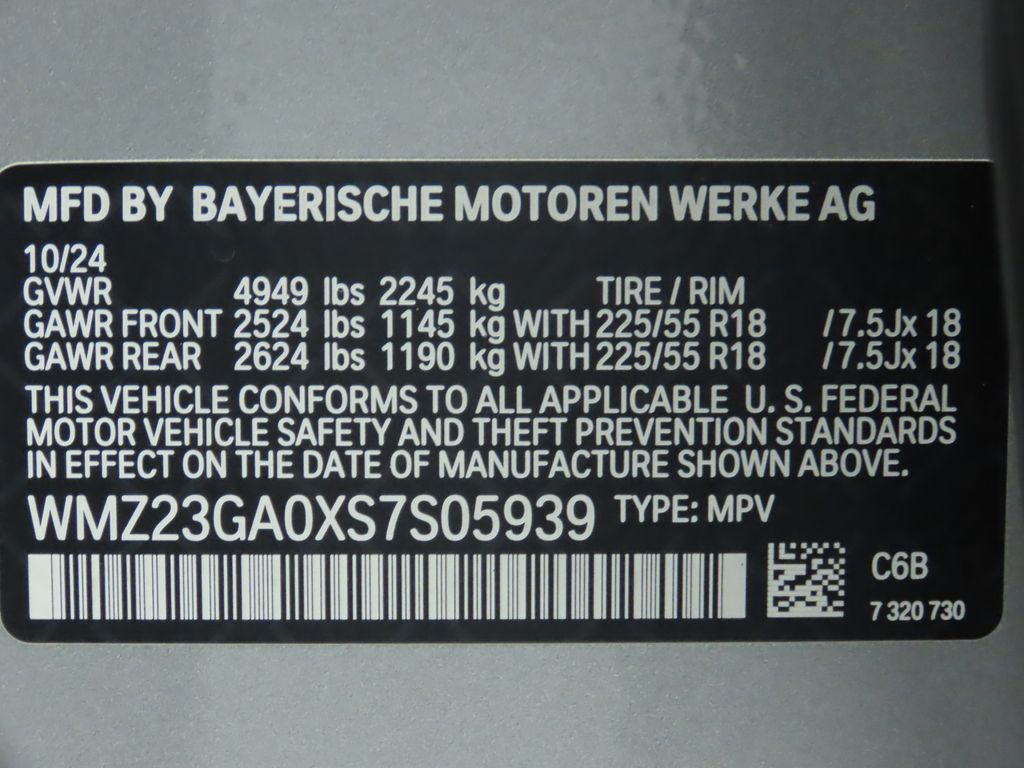 MFD BY BAYERISCHE MOTOREN WERKE AG
10/24
GVWR 4949 lbs 2245 kg TIRE / RIM
GAWR FRONT 2524 lbs 1145 kg WITH 225/55 R18 /7.5Jx 18
GAWR REAR 2624 lbs 1190 kg WITH 225/55 R18 /7.5Jx 18
THIS VEHICLE CONFORMS TO ALL APPLICABLE U. S. FEDERAL
MOTOR VEHICLE SAFETY AND THEFT PREVENTION STANDARDS
IN EFFECT ON THE DATE OF MANUFACTURE SHOWN ABOVE.
WMZ23GA0XS7S05939 TYPE: MPV
C6B
7 320 730